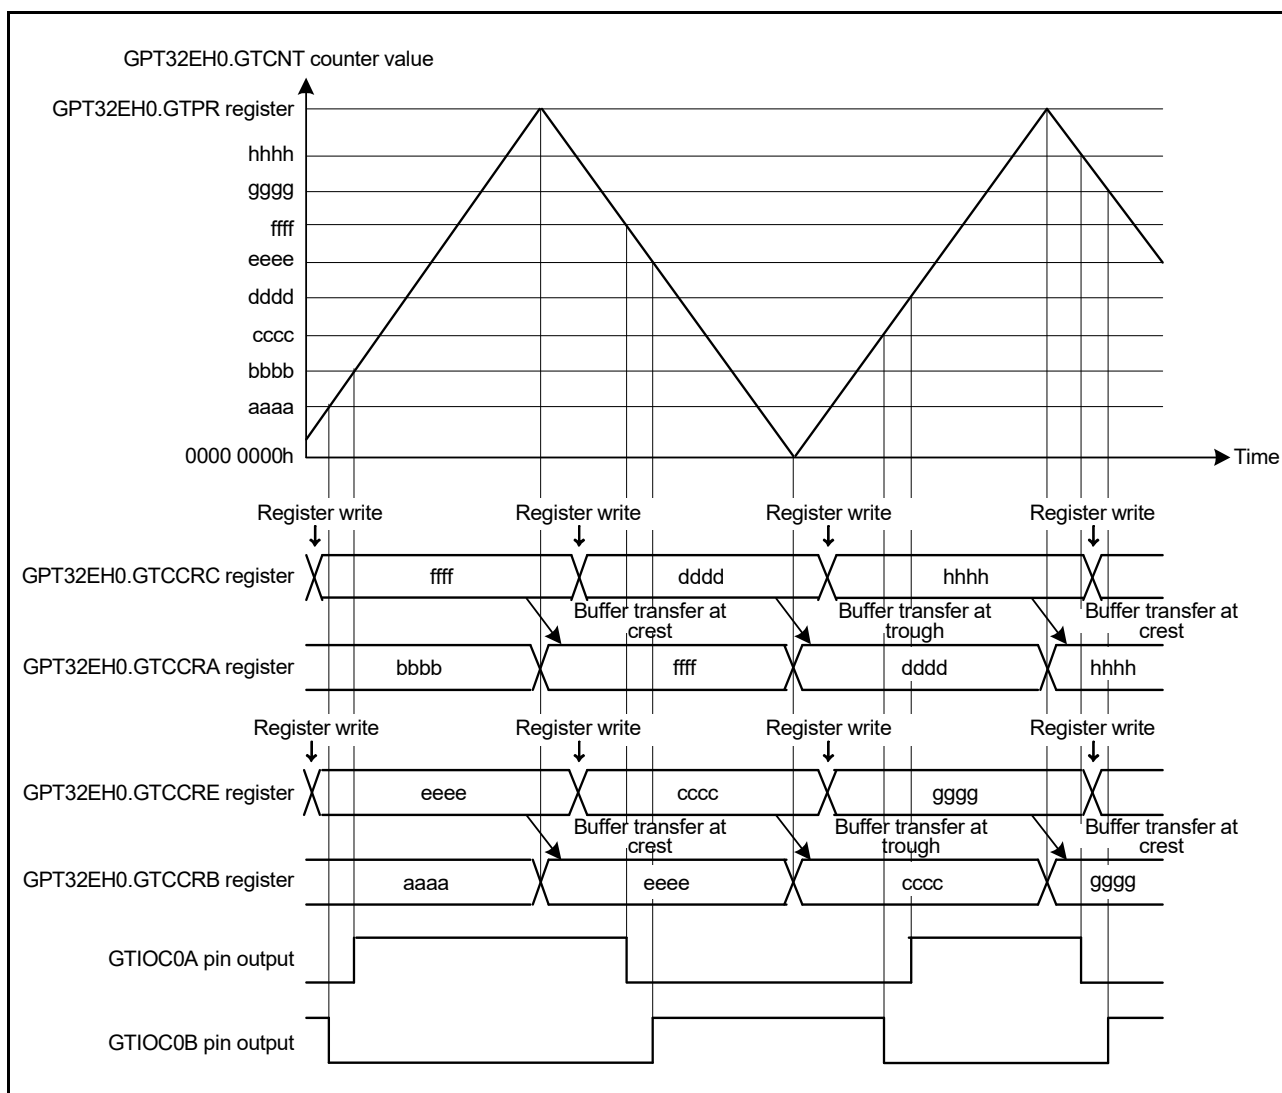 GPT32EH0.GTCNT counter value
GPT32EH0.GTPR register
hhhh
gggg
ffff
eeee
dddd
cccc
bbbb
aaaa
0000 0000h
Time
Register write Register write Register write Register write
GPT32EH0.GTCCRC register ffff dddd hhhh
Buffer transfer at Buffer transfer at Buffer transfer at
crest trough crest
GPT32EH0.GTCCRA register bbbb ffff dddd hhhh
Register write Register write Register write Register write
GPT32EH0.GTCCRE register eeee cccc gggg
Buffer transfer at Buffer transfer at Buffer transfer at
crest trough crest
GPT32EH0.GTCCRB register aaaa eeee cccc gggg
GTIOC0A pin output
GTIOC0B pin output